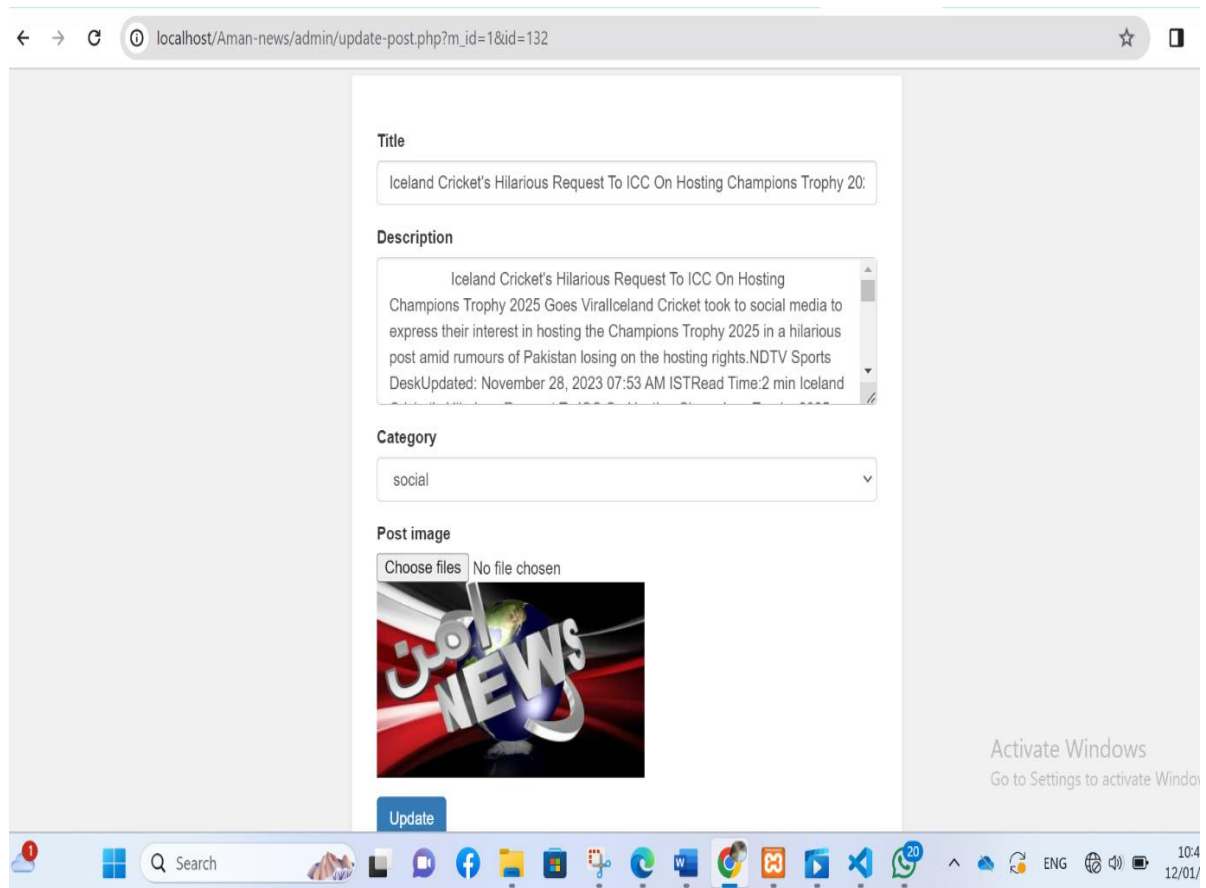 localhost/Aman-news/admin/update-post.php?m_id=1&id=132
Title
Iceland Cricket's Hilarious Request To ICC On Hosting Champions Trophy 20
Description
Iceland Cricket's Hilarious Request To ICC On Hosting
Champions Trophy 2025 Goes ViralIceland Cricket took to social media to
express their interest in hosting the Champions Trophy 2025 in a hilarious
post amid rumours of Pakistan losing on the hosting rights.NDTV Sports
DeskUpdated: November 28, 2023 07:53 AM ISTRead Time:2 min Iceland
Category
social
Post image
Choose files No file chosen
امن
NEWS
Update
Activate Windows
Go to Settings to activate Window
1
Search
20
ENG
10:4
12/01/